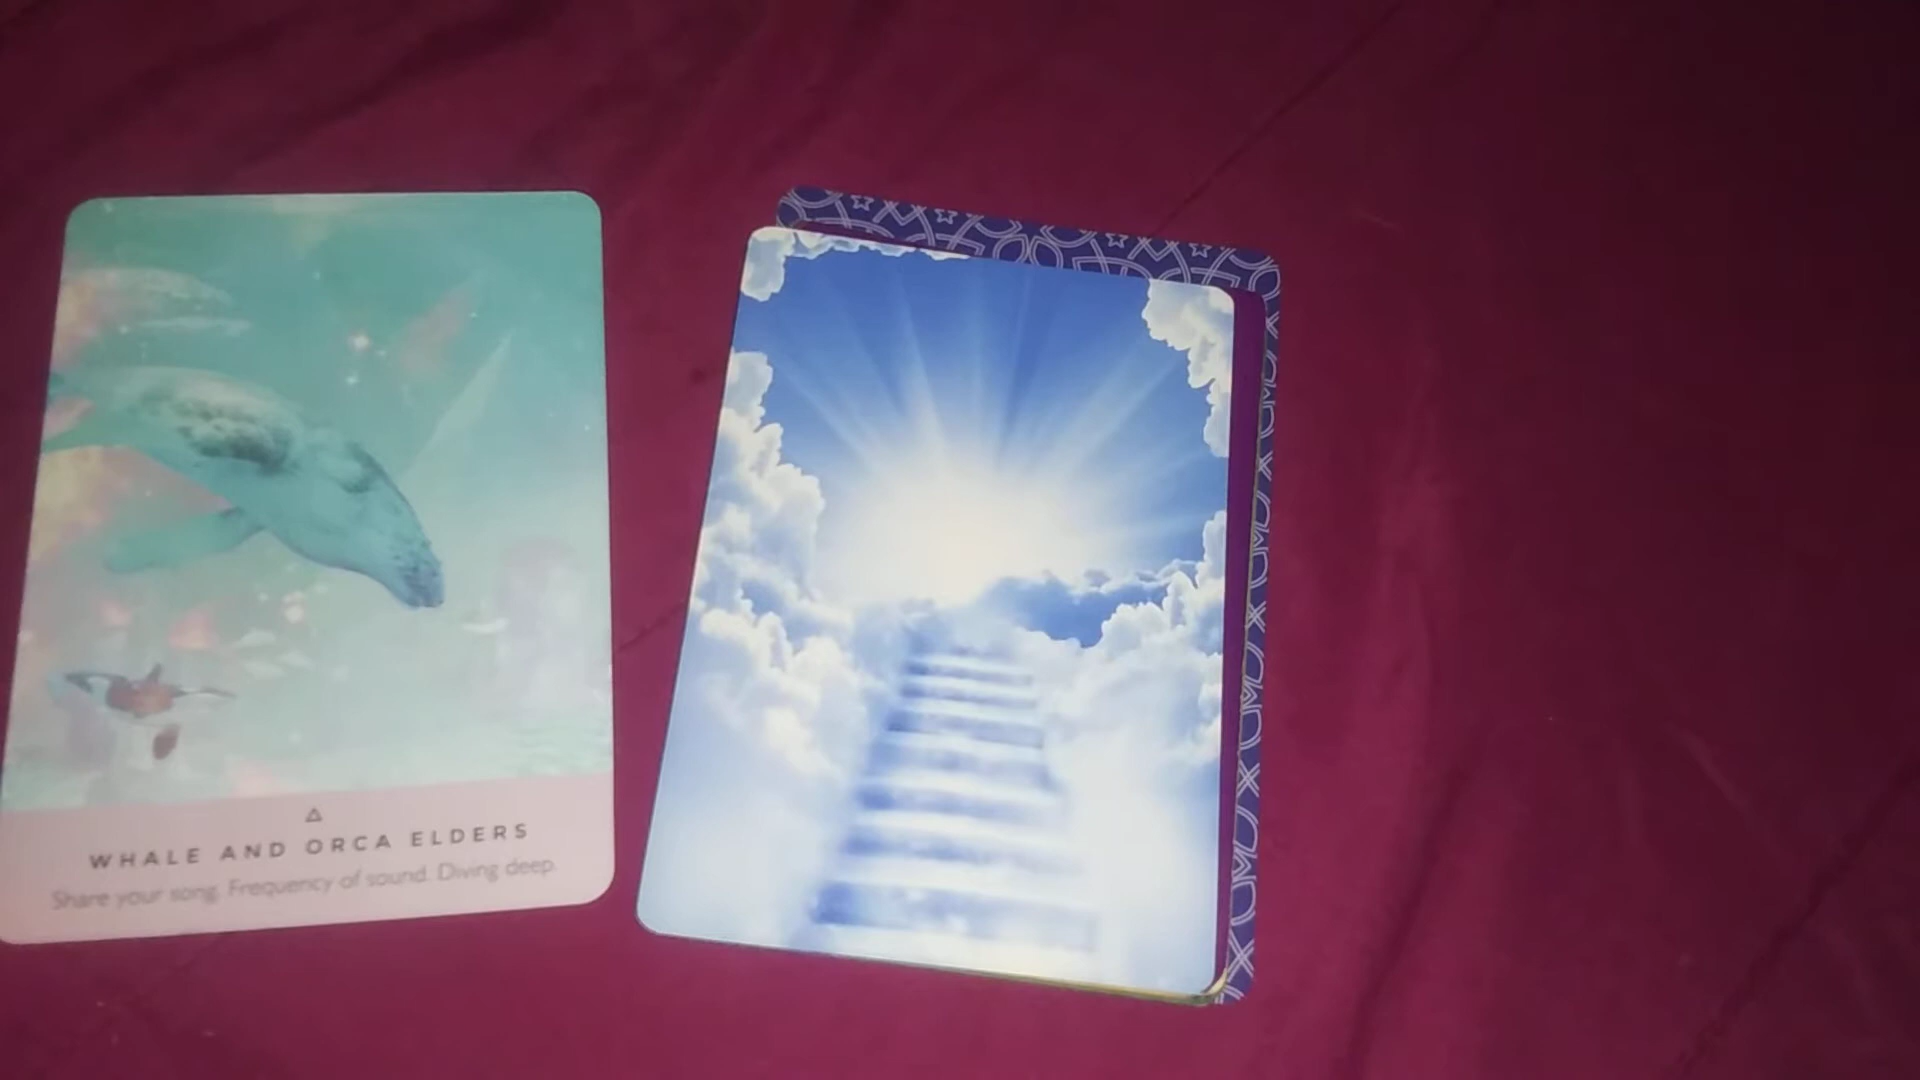 WHALE AND ORCA ELDERS
Share your song. Frequency of sound. Diving deep.